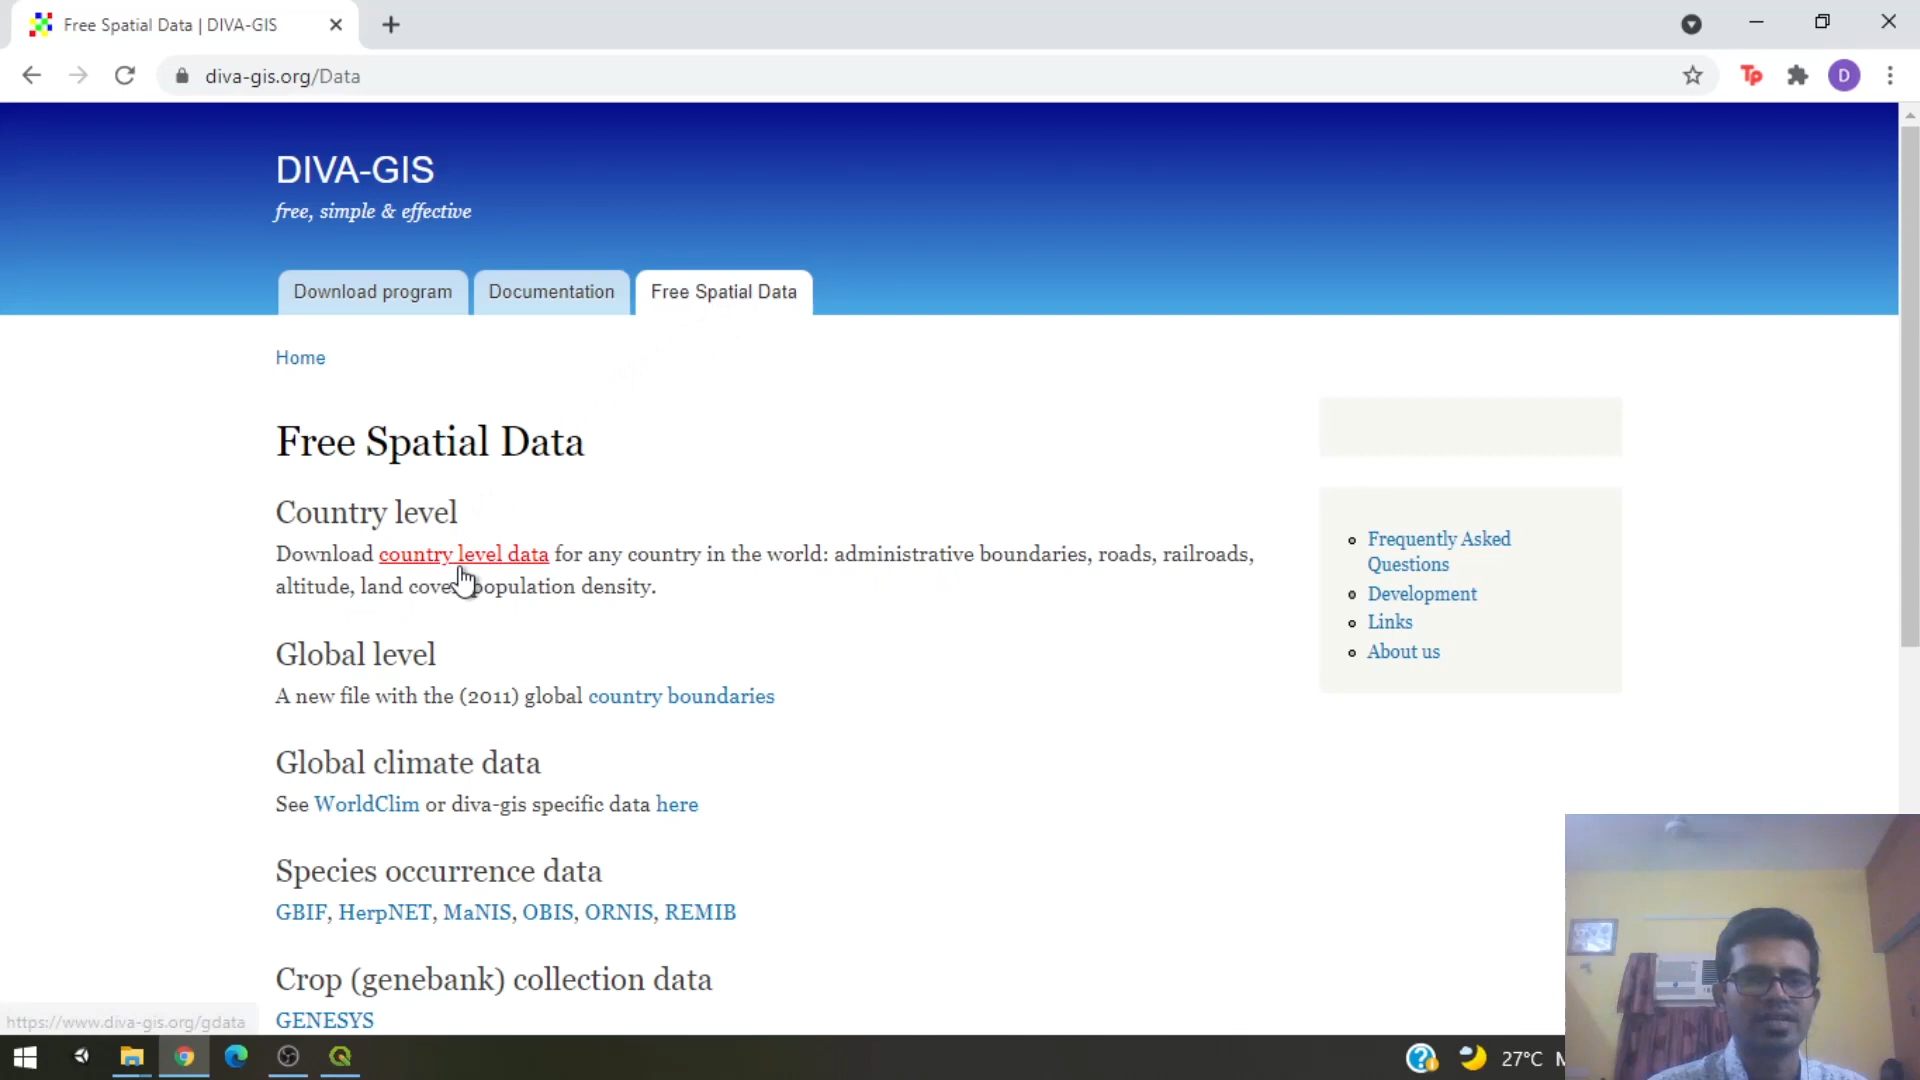 Free Spatial Data | DIVA-GIS
diva-gis.org/Data
Tp
D
DIVA-GIS
free, simple & effective
Download program
Documentation
Free Spatial Data
Home
Free Spatial Data
Country level
Download country level data for any country in the world: administrative boundaries, roads, railroads,
altitude, land cover, population density.
Global level
A new file with the (2011) global country boundaries
Global climate data
See WorldClim or diva-gis specific data here
Species occurrence data
GBIF, HerpNET, MaNIS, OBIS, ORNIS, REMIB
Crop (genebank) collection data
GENESYS
Frequently Asked
Questions
Development
Links
About us
https://www.diva-gis.org/gdata
27°C